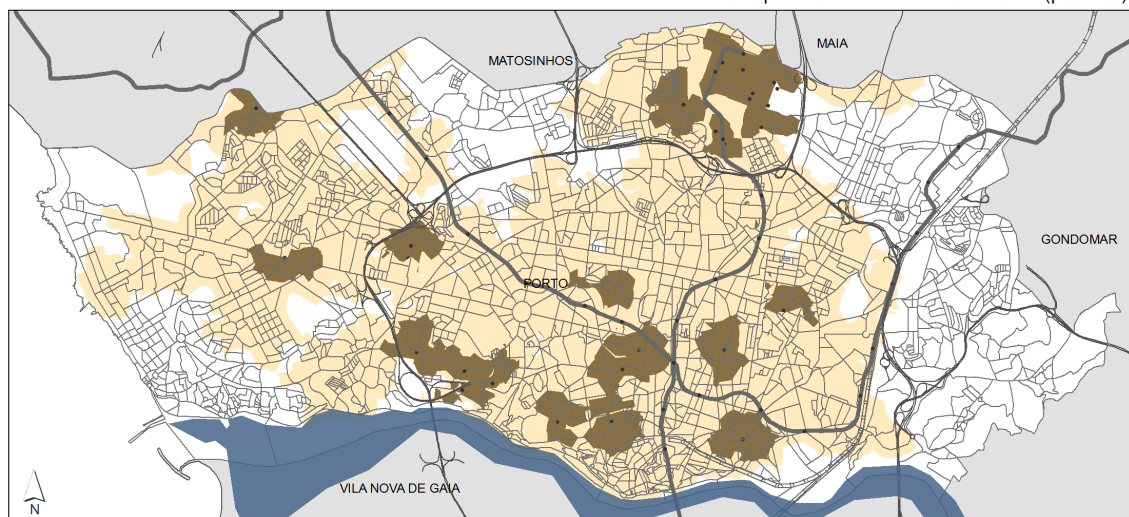 MATOSINHOS
MAIA
GONDOMAR
PORTO
VILA NOVA DE GAIA
N